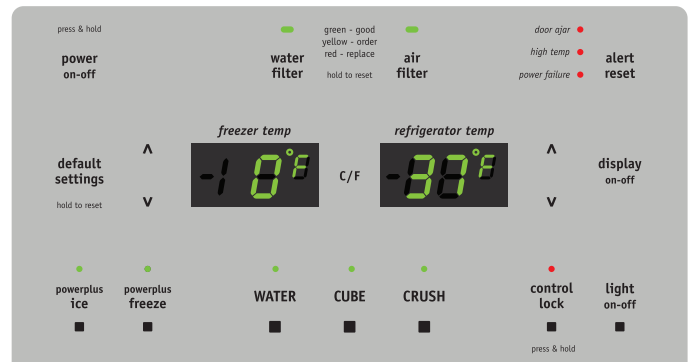 press & hold
power
on-off
water
filter
green - good
yellow - order
red - replace
hold to reset
air
filter
door ajar
high temp
power failure
alert
reset
default
settings
hold to reset
^
v
freezer temp
0°F
C/F
refrigerator temp
37°F
^
v
display
on-off
powerplus
ice
powerplus
freeze
WATER
CUBE
CRUSH
control
lock
press & hold
light
on-off